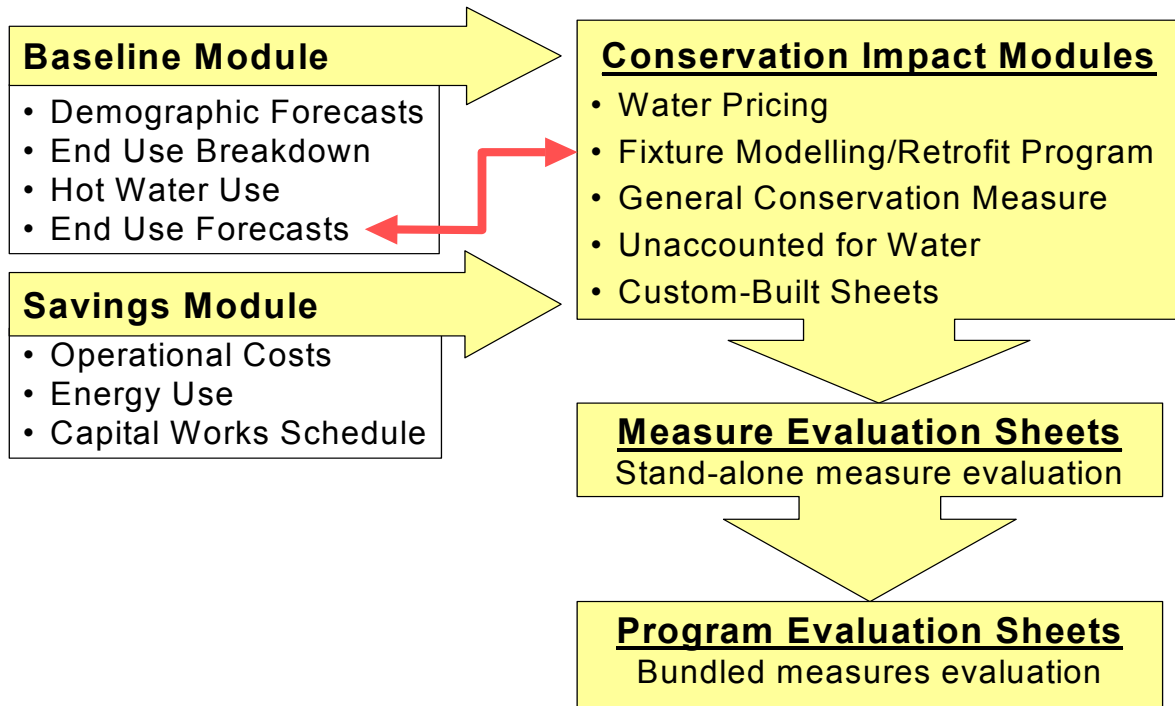 Baseline Module
• Demographic Forecasts
• End Use Breakdown
• Hot Water Use
• End Use Forecasts
Savings Module
• Operational Costs
• Energy Use
• Capital Works Schedule
Conservation Impact Modules
• Water Pricing
• Fixture Modelling/Retrofit Program
• General Conservation Measure
• Unaccounted for Water
• Custom-Built Sheets
Measure Evaluation Sheets
Stand-alone measure evaluation
Program Evaluation Sheets
Bundled measures evaluation